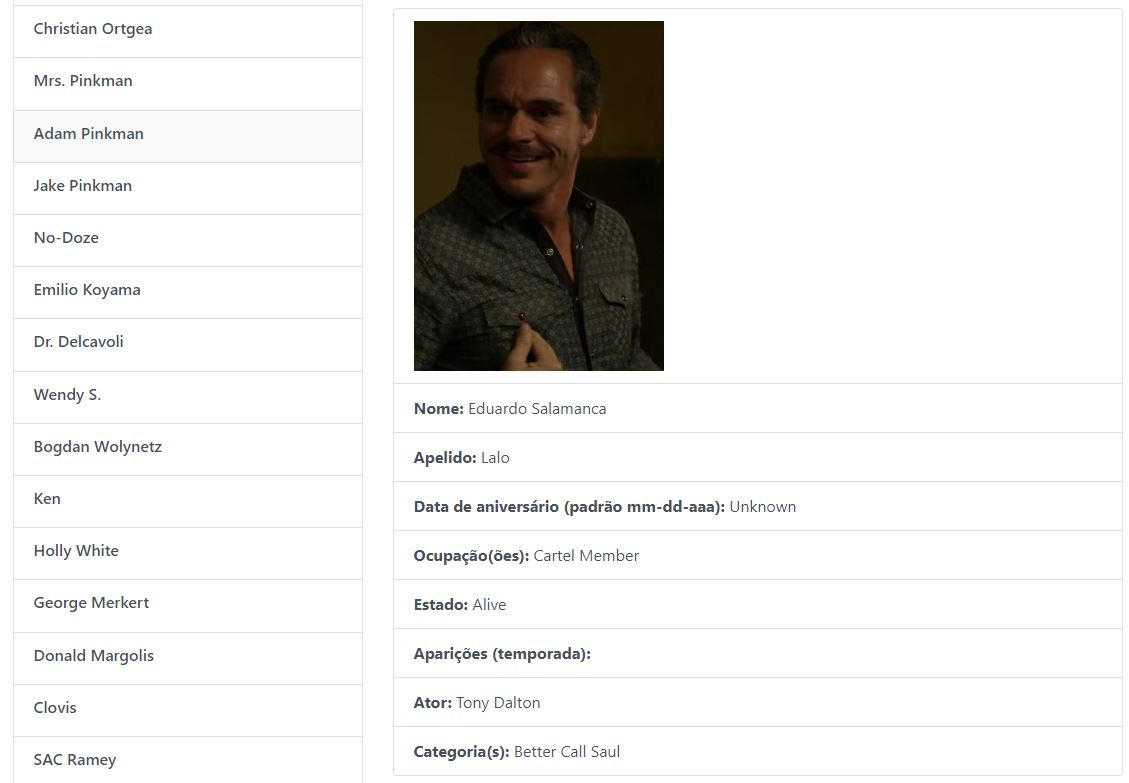 Christian Ortgea
Mrs. Pinkman
Adam Pinkman
Jake Pinkman
No-Doze
Emilio Koyama
Dr. Delcavoli
Wendy S.
Bogdan Wolynetz
Ken
Holly White
George Merkert
Donald Margolis
Clovis
SAC Ramey
Nome: Eduardo Salamanca
Apelido: Lalo
Data de aniversário (padrão mm-dd-aaa): Unknown
Ocupação(ões): Cartel Member
Estado: Alive
Aparições (temporada):
Ator: Tony Dalton
Categoria(s): Better Call Saul